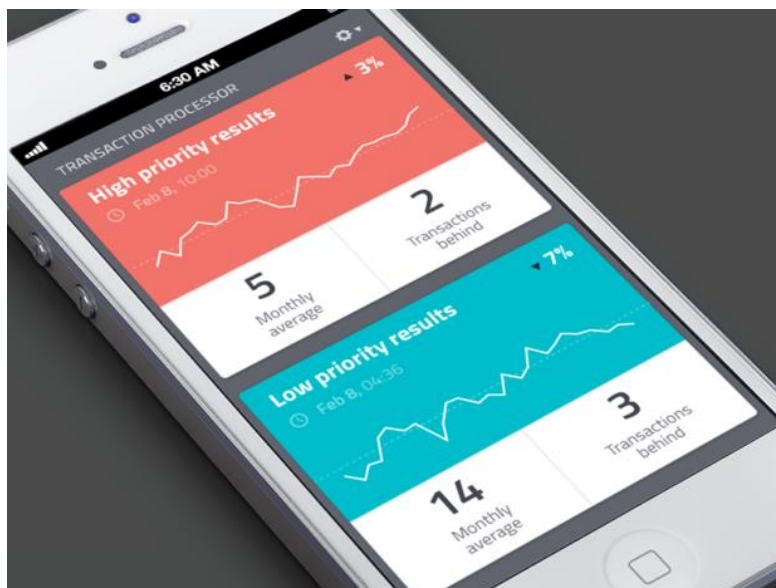 6:30 AM
TRANSACTION PROCESSOR
High priority results
3%
Feb 8, 10:00
5
Monthly
average
2
Transactions
behind
Low priority results
7%
Feb 8, 04:36
14
Monthly
average
3
Transactions
behind